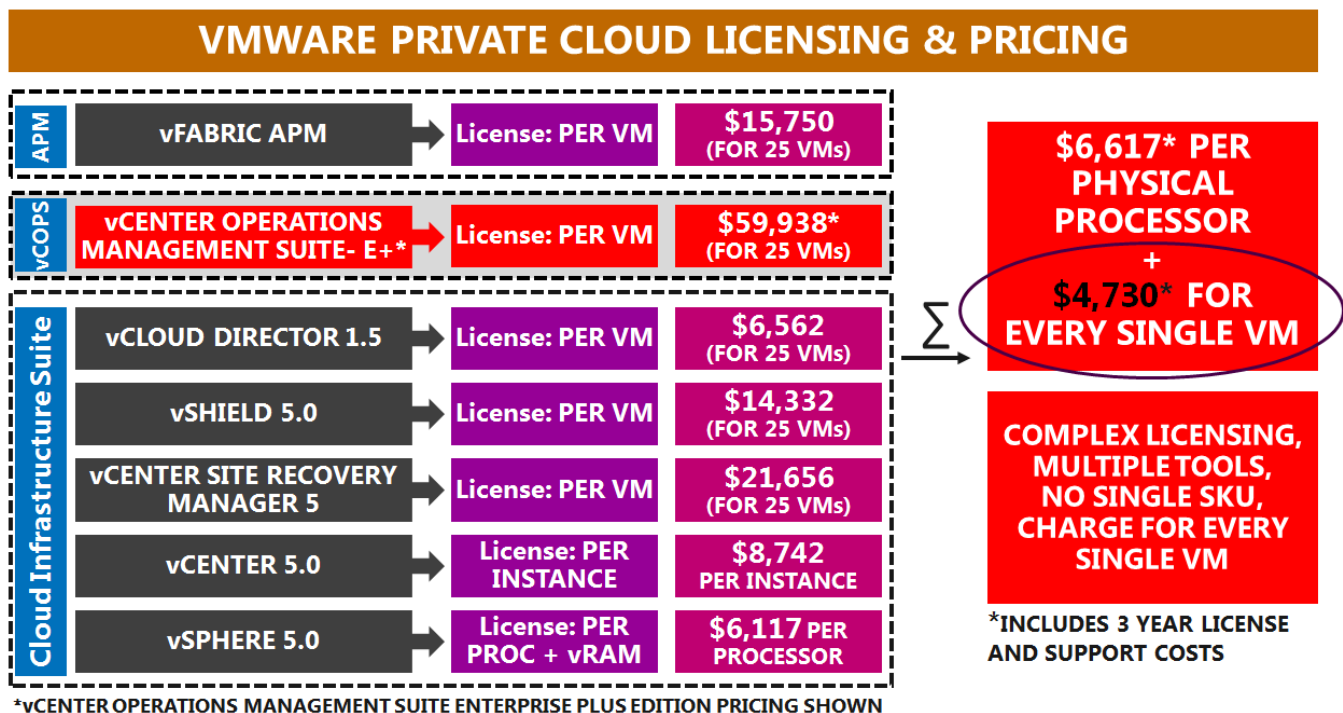 VMWARE PRIVATE CLOUD LICENSING & PRICING
APM
vFABRIC APM
License: PER VM
$15,750
(FOR 25 VMs)
vCOPS
vCENTER OPERATIONS
MANAGEMENT SUITE- E+*
License: PER VM
$59,938*
(FOR 25 VMs)
Cloud Infrastructure Suite
vCLOUD DIRECTOR 1.5
License: PER VM
$6,562
(FOR 25 VMs)
vSHIELD 5.0
License: PER VM
$14,332
(FOR 25 VMs)
vCENTER SITE RECOVERY
MANAGER 5
License: PER VM
$21,656
(FOR 25 VMs)
vCENTER 5.0
License: PER
INSTANCE
$8,742
PER INSTANCE
vSPHERE 5.0
License: PER
PROC + vRAM
$6,117 PER
PROCESSOR
*vCENTER OPERATIONS MANAGEMENT SUITE ENTERPRISE PLUS EDITION PRICING SHOWN
∑
$6,617* PER
PHYSICAL
PROCESSOR
+
$4,730* FOR
EVERY SINGLE VM
COMPLEX LICENSING,
MULTIPLE TOOLS,
NO SINGLE SKU,
CHARGE FOR EVERY
SINGLE VM
*INCLUDES 3 YEAR LICENSE
AND SUPPORT COSTS